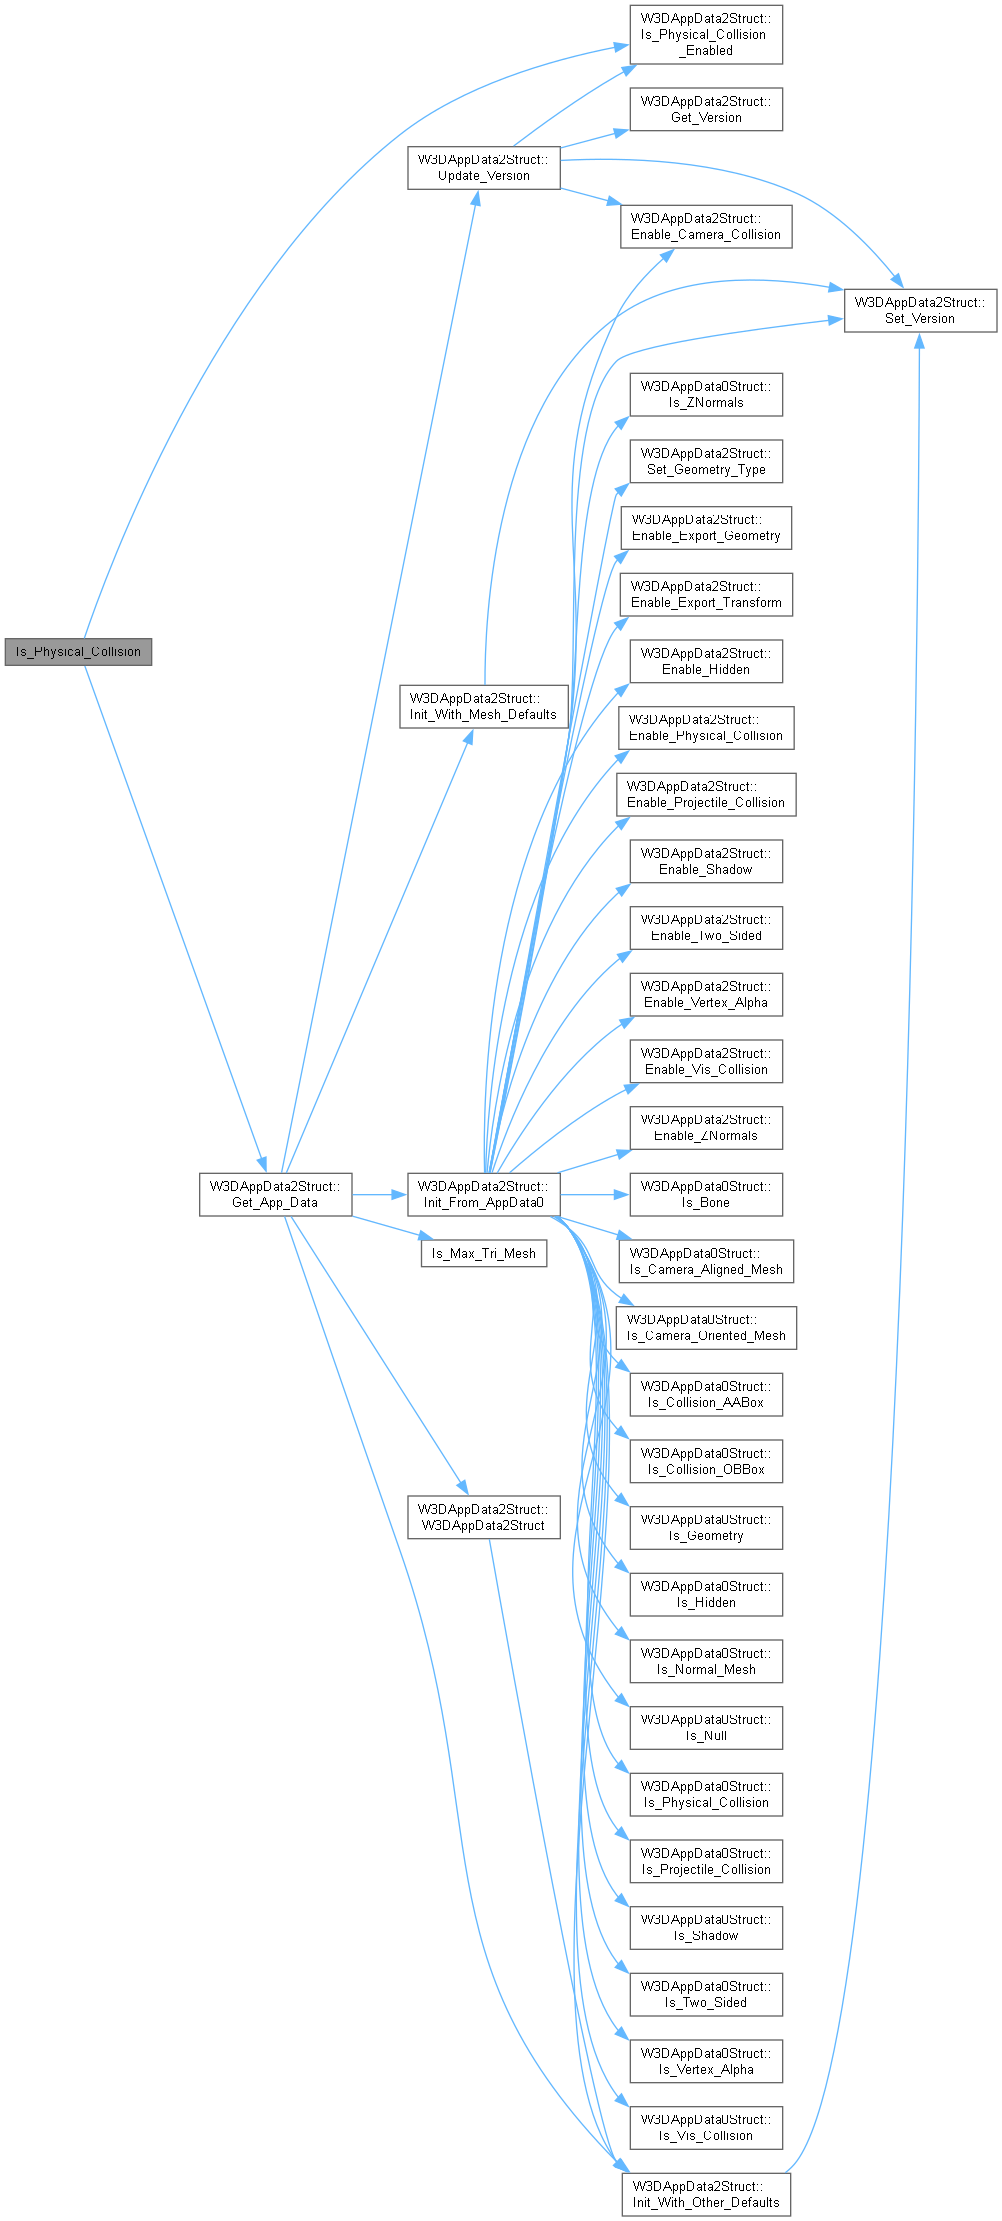 W3DAppData2Struct::
Is_Physical_Collision
_Enabled
W3DAppData2Struct::
Get_Version
W3DAppData2Struct::
Update_Version
W3DAppData2Struct::
Enable_Camera_Collision
W3DAppData2Struct::
Set_Version
W3DAppData0Struct::
Is_ZNormals
W3DAppData2Struct::
Set_Geometry_Type
W3DAppData2Struct::
Enable_Export_Geometry
W3DAppData2Struct::
Enable_Export_Transform
Is_Physical_Collision
W3DAppData2Struct::
Enable_Hidden
W3DAppData2Struct::
Init_With_Mesh_Defaults
W3DAppData2Struct::
Enable_Physical_Collision
W3DAppData2Struct::
Enable_Projectile_Collision
W3DAppData2Struct::
Enable_Shadow
W3DAppData2Struct::
Enable_Two_Sided
W3DAppData2Struct::
Enable_Vertex_Alpha
W3DAppData2Struct::
Enable_Vis_Collision
W3DAppData2Struct::
Enable_ZNormals
W3DAppData2Struct::
Get_App_Data
W3DAppData2Struct::
Init_From_AppData0
W3DAppData0Struct::
Is_Bone
Is_Max_Tri_Mesh
W3DAppData0Struct::
Is_Camera_Aligned_Mesh
W3DAppData0Struct::
Is_Camera_Oriented_Mesh
W3DAppData0Struct::
Is_Collision_AABox
W3DAppData0Struct::
Is_Collision_OBBox
W3DAppData2Struct::
W3DAppData2Struct
W3DAppData0Struct::
Is_Geometry
W3DAppData0Struct::
Is_Hidden
W3DAppData0Struct::
Is_Normal_Mesh
W3DAppData0Struct::
Is_Null
W3DAppData0Struct::
Is_Physical_Collision
W3DAppData0Struct::
Is_Projectile_Collision
W3DAppData0Struct::
Is_Shadow
W3DAppData0Struct::
Is_Two_Sided
W3DAppData0Struct::
Is_Vertex_Alpha
W3DAppData0Struct::
Is_Vis_Collision
W3DAppData2Struct::
Init_With_Other_Defaults